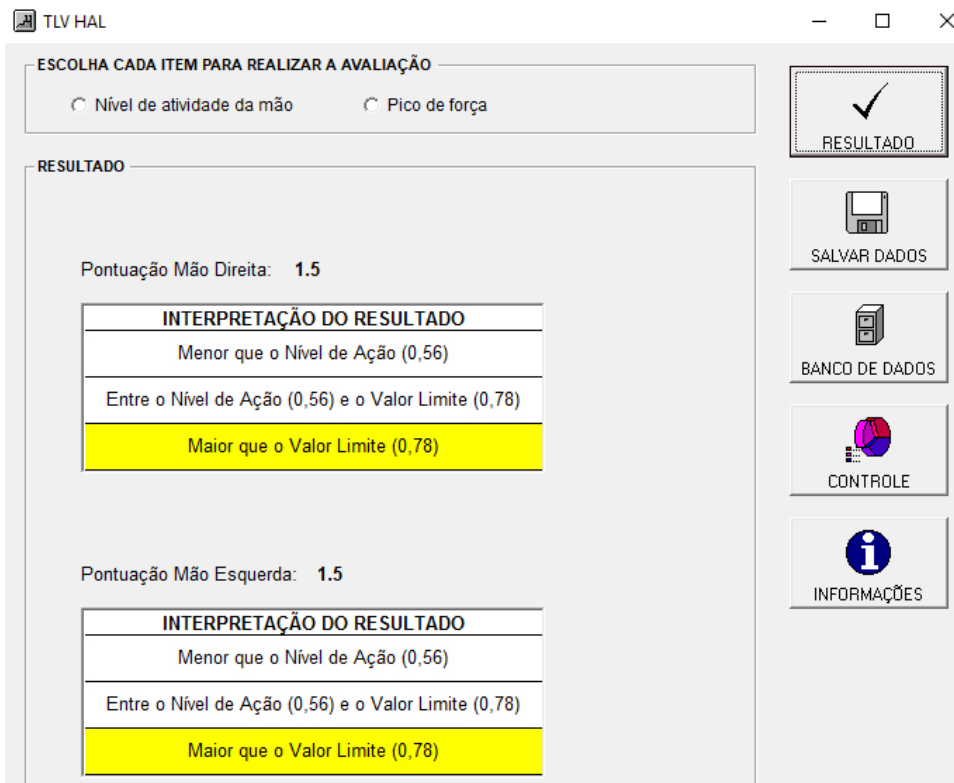 TLV HAL
ESCOLHA CADA ITEM PARA REALIZAR A AVALIAÇÃO
Nível de atividade da mão Pico de força
RESULTADO
RESULTADO
Pontuação Mão Direita: 1.5
INTERPRETAÇÃO DO RESULTADO
Menor que o Nível de Ação (0,56)
Entre o Nível de Ação (0,56) e o Valor Limite (0,78)
Maior que o Valor Limite (0,78)
Pontuação Mão Esquerda: 1.5
INTERPRETAÇÃO DO RESULTADO
Menor que o Nível de Ação (0,56)
Entre o Nível de Ação (0,56) e o Valor Limite (0,78)
Maior que o Valor Limite (0,78)
SALVAR DADOS
BANCO DE DADOS
CONTROLE
INFORMAÇÕES